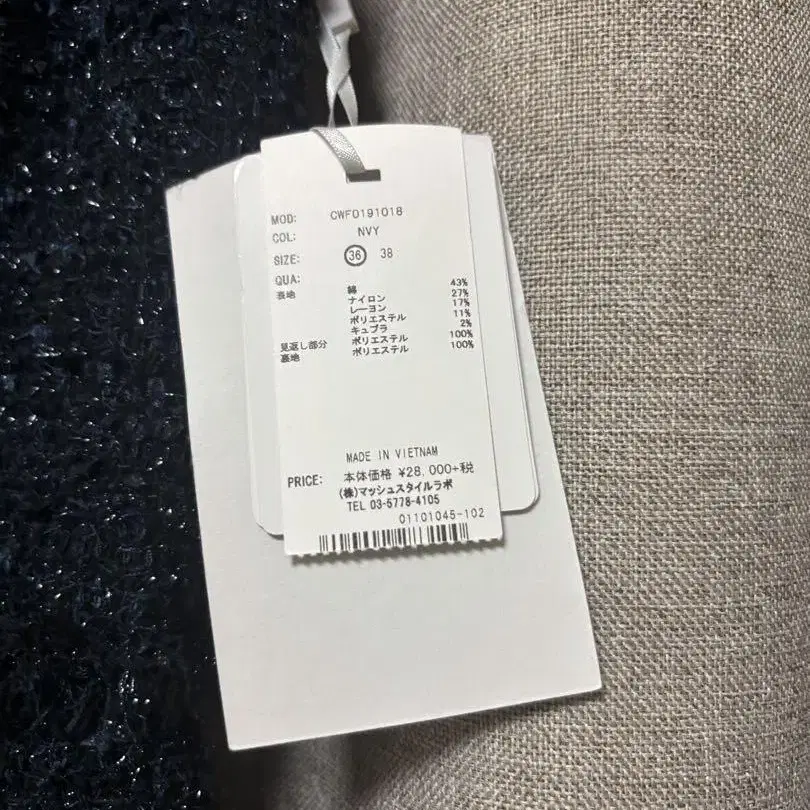 MOD: CWFO191018
COL: NVY
SIZE: 36 38
QUA:
表地 綿 43%
ナイロン 27%
レーヨン 17%
ポリエステル 11%
キュプラ 2%
見返し部分 ポリエステル 100%
裏地 ポリエステル 100%
MADE IN VIETNAM
PRICE: 本体価格 ¥28,000+税
(株)マッシュスタイルラボ
TEL 03-5778-4105
01101045-102